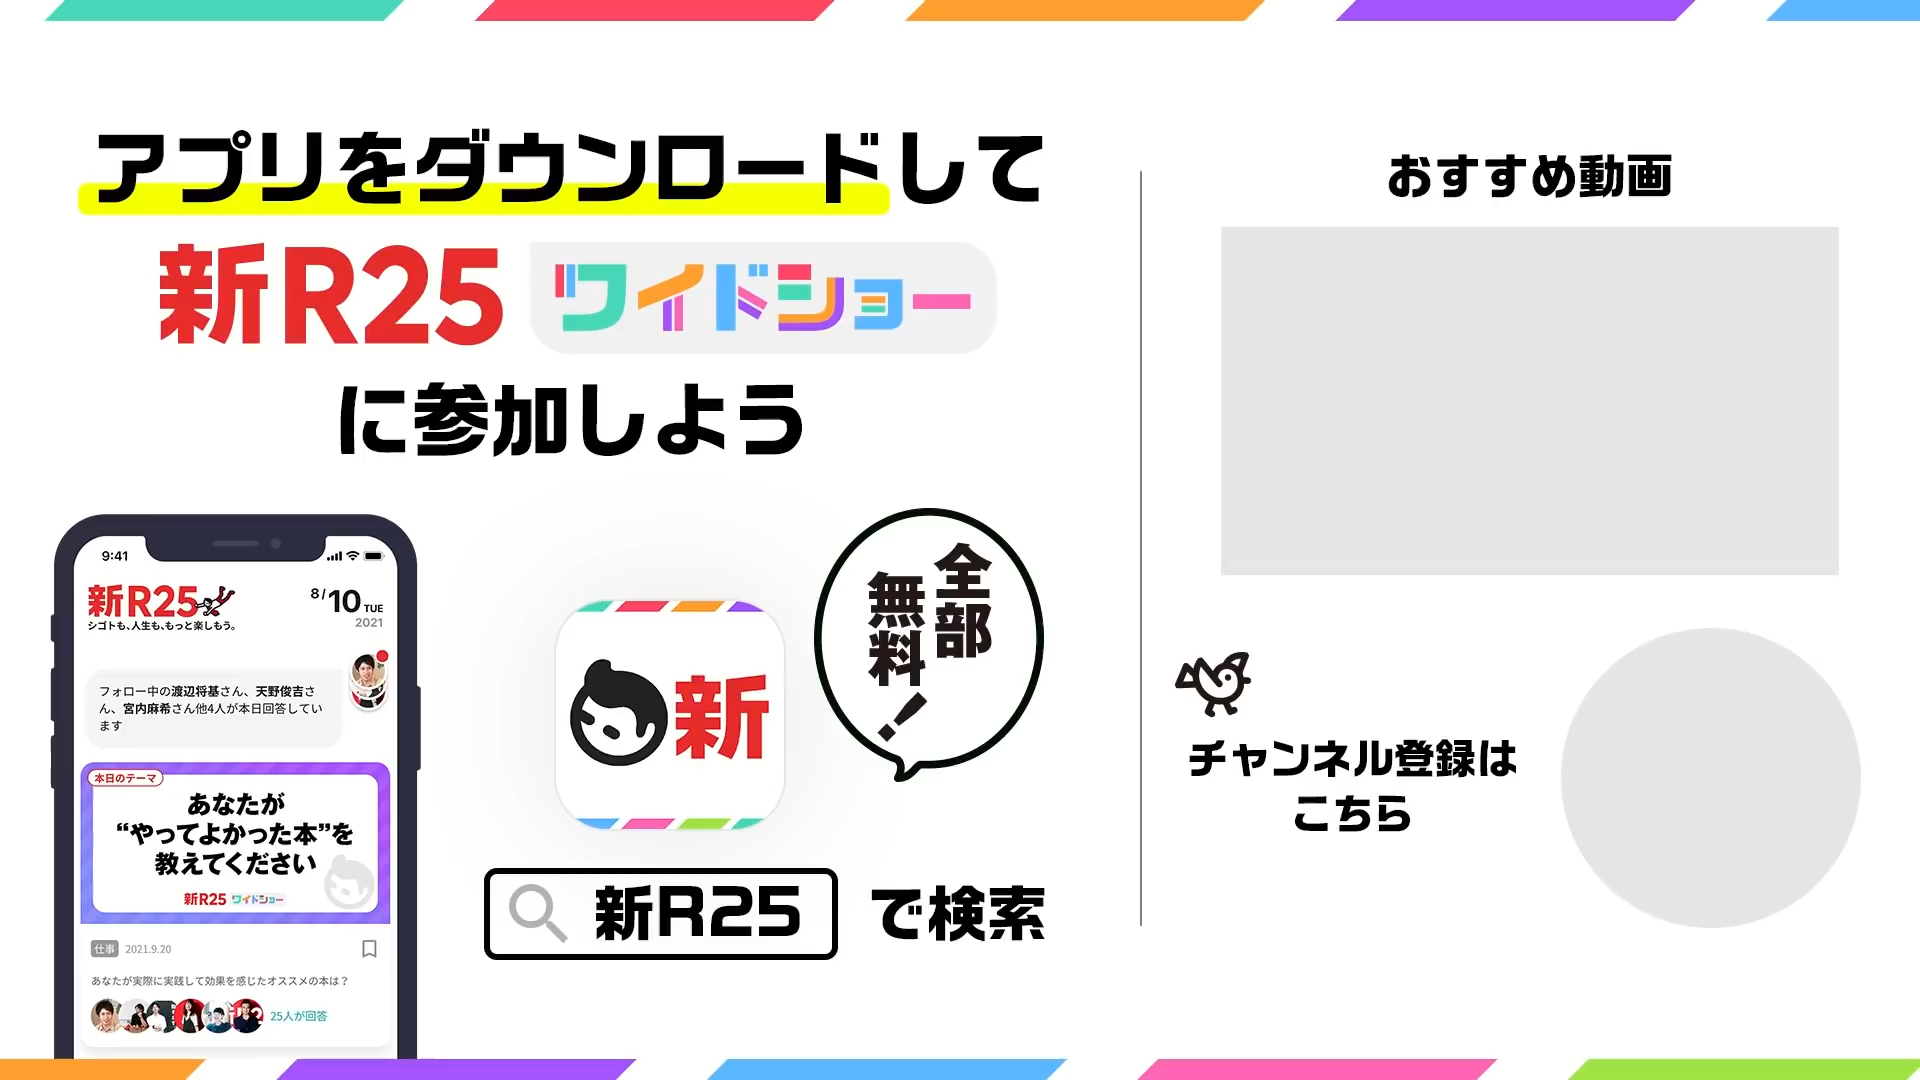 アプリをダウンロードして
新R25 ワイドショー
に参加しよう
9:41
新R25
シゴトも、人生も、もっと楽しもう。
8/10 TUE
2021
フォロー中の渡辺将基さん、天野俊吉さ
ん、宮内麻希さん他4人が本日回答してい
ます
本日のテーマ
あなたが
“やってよかった本”を
教えてください
新R25 ワイドショー
仕事 2021.9.20
あなたが実際に実践して効果を感じたオススメの本は？
25人が回答
新
全部
無料！
新R25 で検索
おすすめ動画
チャンネル登録は
こちら